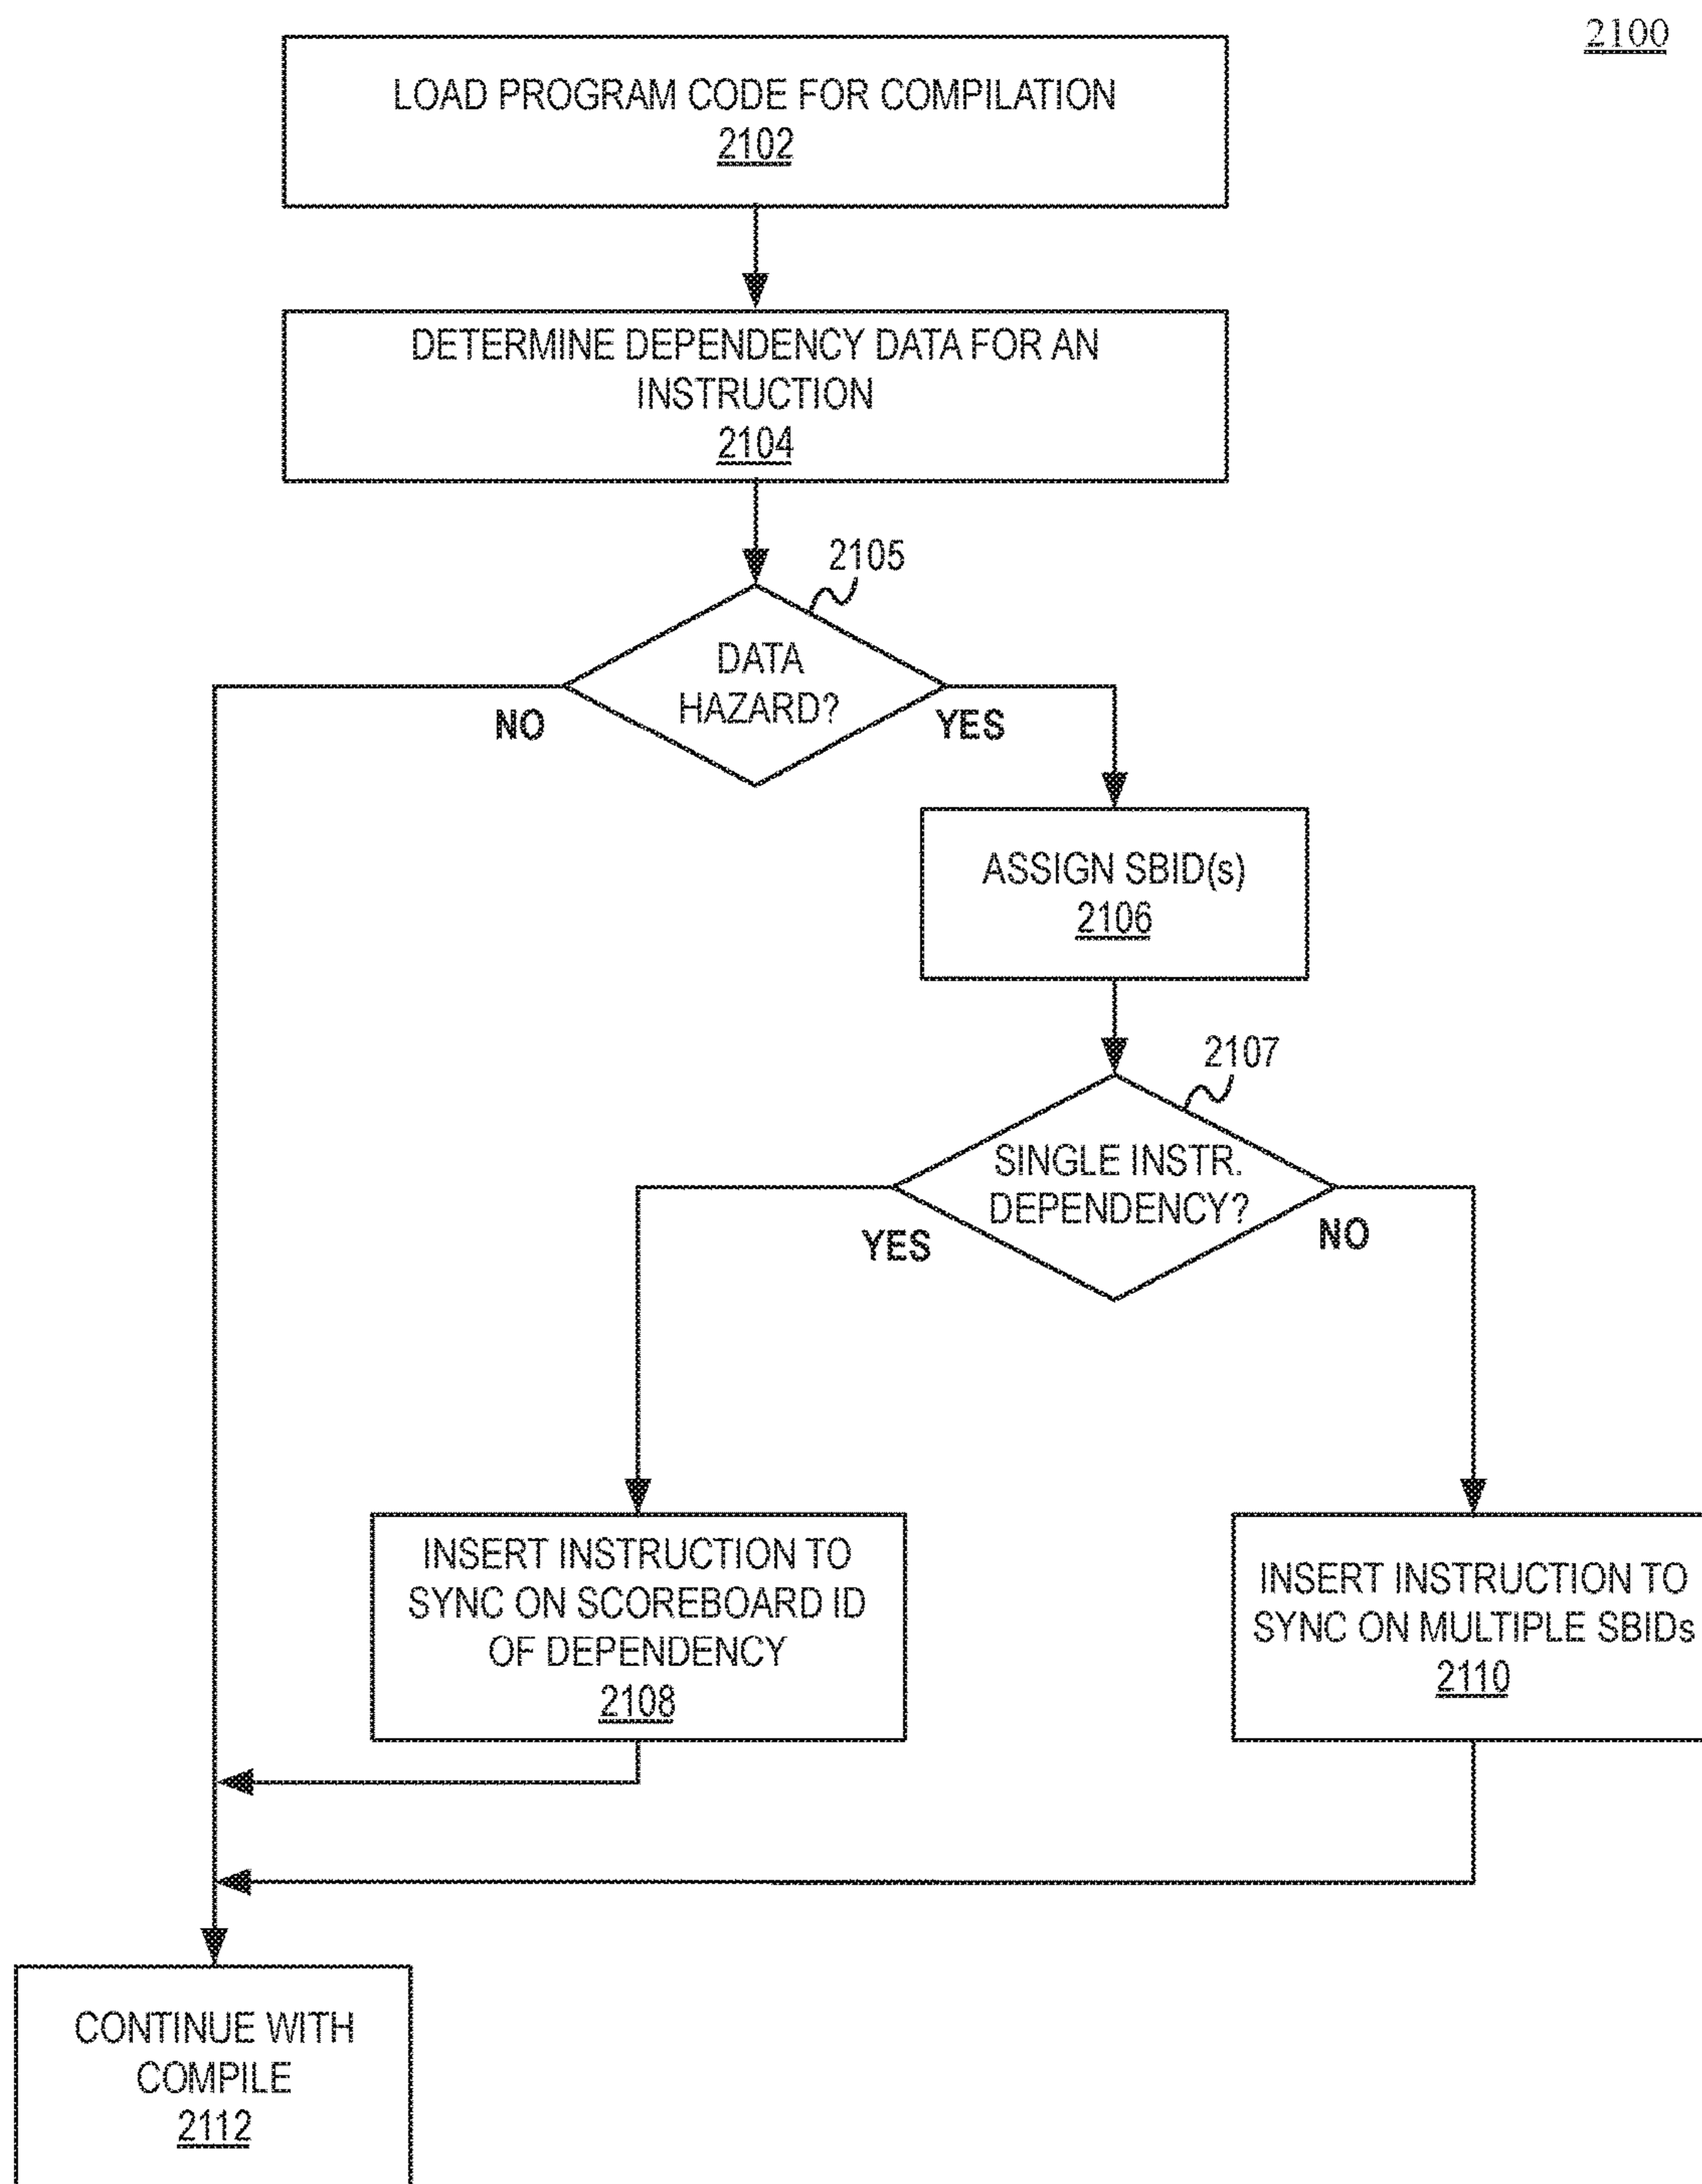 2100
LOAD PROGRAM CODE FOR COMPILATION
2102
DETERMINE DEPENDENCY DATA FOR AN
INSTRUCTION
2104
2105
DATA
HAZARD?
NO
YES
ASSIGN SBID(s)
2106
2107
SINGLE INSTR.
DEPENDENCY?
YES
NO
INSERT INSTRUCTION TO
SYNC ON SCOREBOARD ID
OF DEPENDENCY
2108
INSERT INSTRUCTION TO
SYNC ON MULTIPLE SBIDs
2110
CONTINUE WITH
COMPILE
2112